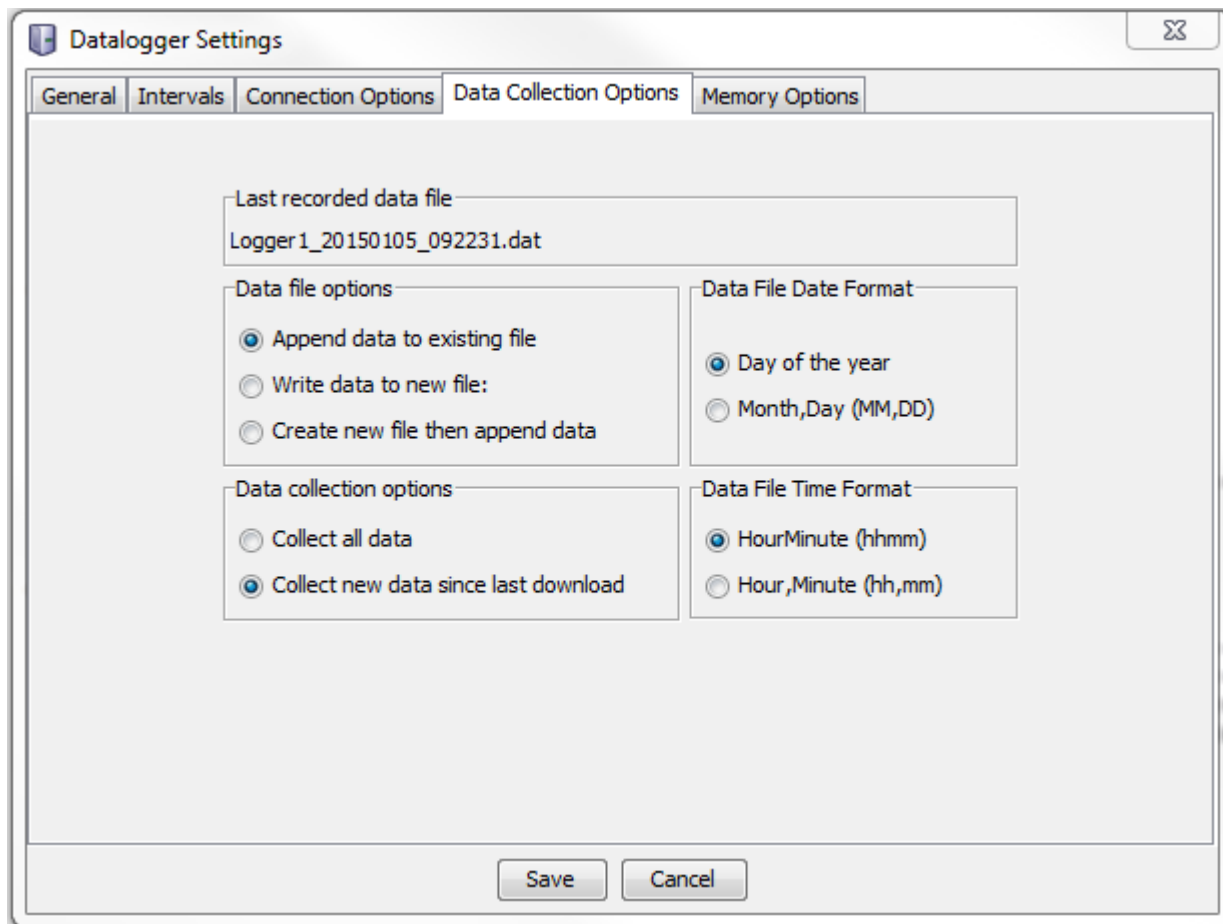 Datalogger Settings
General Intervals Connection Options Data Collection Options Memory Options
Last recorded data file
Logger1_20150105_092231.dat
Data file options
Append data to existing file
Write data to new file:
Create new file then append data
Data File Date Format
Day of the year
Month,Day (MM,DD)
Data collection options
Collect all data
Collect new data since last download
Data File Time Format
HourMinute (hhmm)
Hour,Minute (hh,mm)
Save Cancel